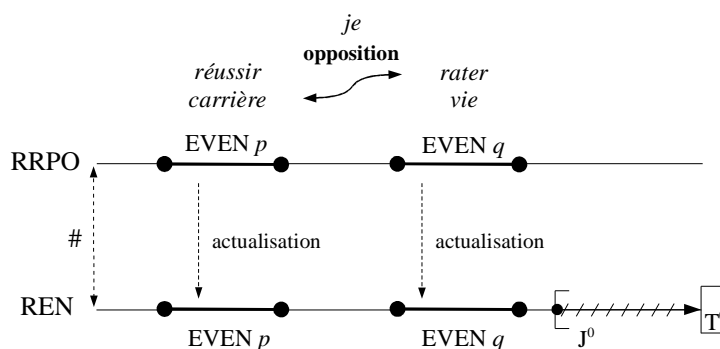 je
opposition
réussir rater
carrière vie
EVEN p EVEN q
RRPO
# actualisation actualisation
REN
EVEN p EVEN q J⁰ T